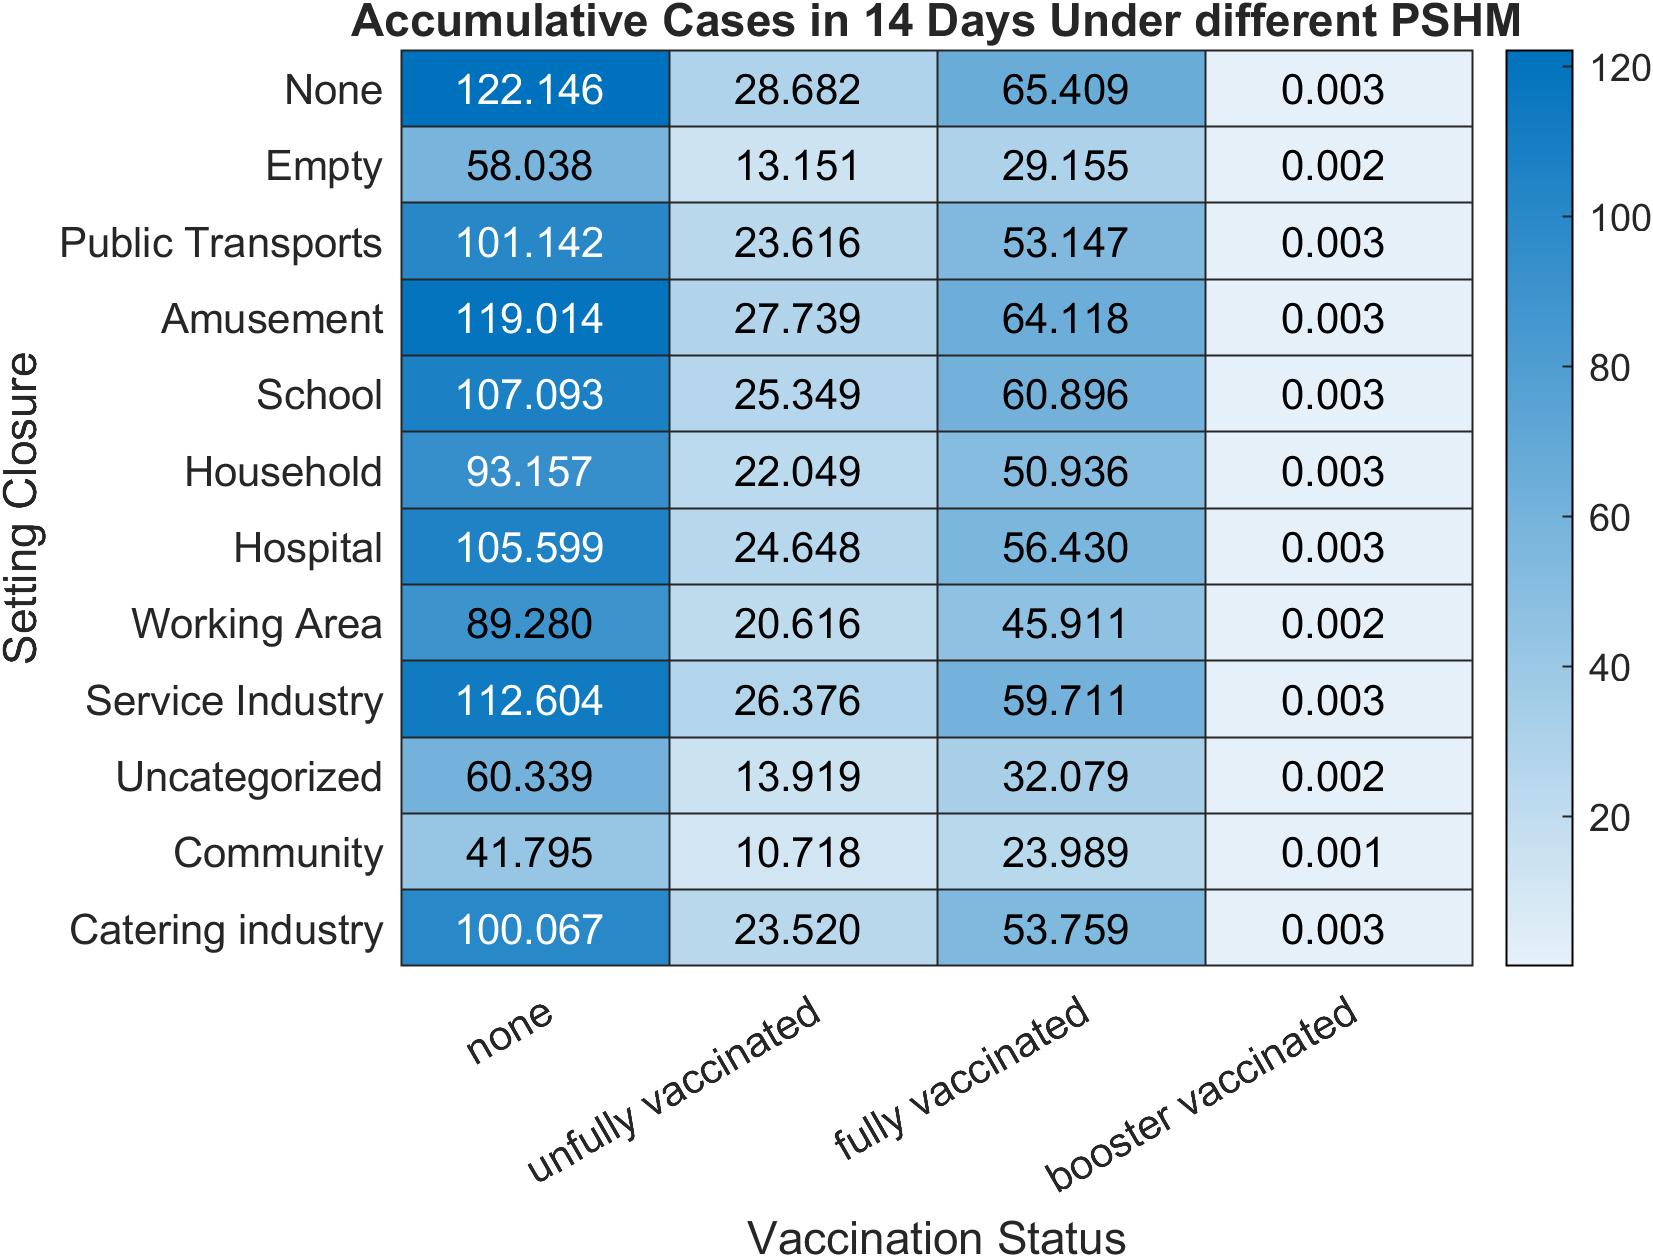 Accumulative Cases in 14 Days Under different PSHM
None 122.146 28.682 65.409 0.003
Empty 58.038 13.151 29.155 0.002
Public Transports 101.142 23.616 53.147 0.003
Amusement 119.014 27.739 64.118 0.003
School 107.093 25.349 60.896 0.003
Household 93.157 22.049 50.936 0.003
Hospital 105.599 24.648 56.430 0.003
Working Area 89.280 20.616 45.911 0.002
Service Industry 112.604 26.376 59.711 0.003
Uncategorized 60.339 13.919 32.079 0.002
Community 41.795 10.718 23.989 0.001
Catering industry 100.067 23.520 53.759 0.003
Setting Closure
none
unfully vaccinated
fully vaccinated
booster vaccinated
Vaccination Status
120
100
80
60
40
20